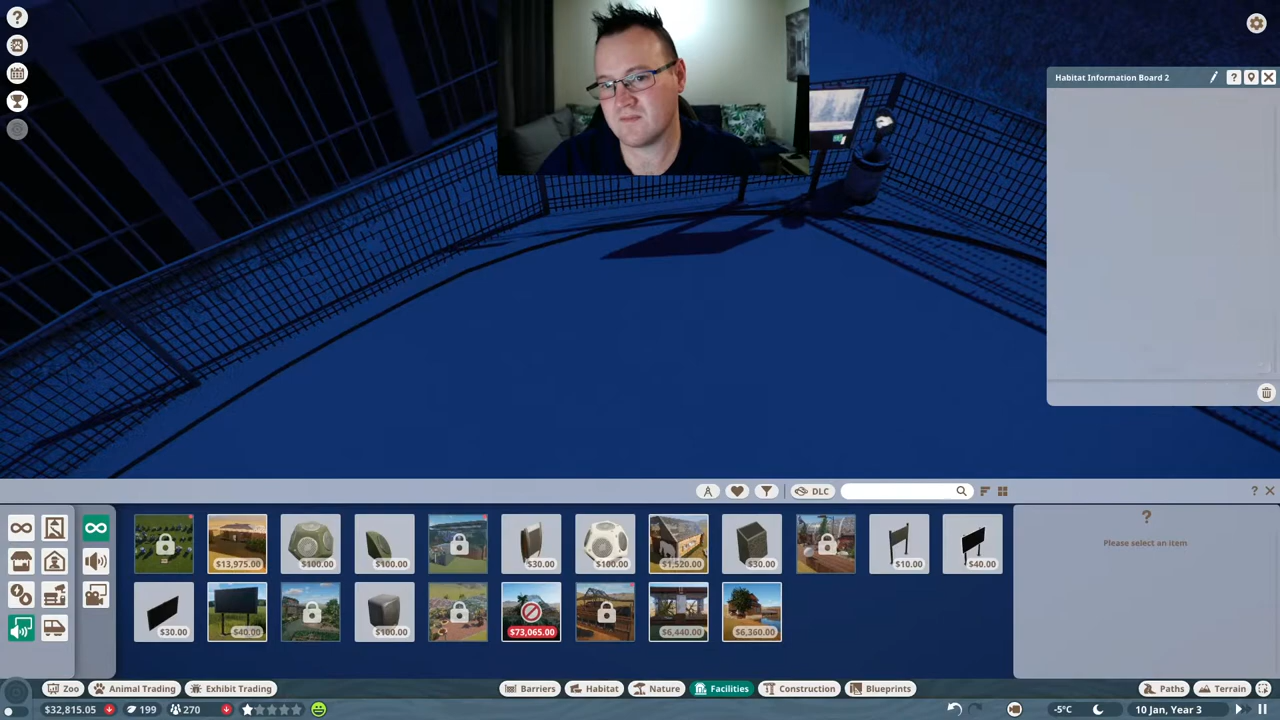 Habitat Information Board 2
DLC
$13,975.00
$100.00
$100.00
$30.00
$100.00
$1,520.00
$30.00
$10.00
$40.00
Please select an item
$30.00
$40.00
$100.00
$73,065.00
$6,440.00
$6,360.00
Zoo
Animal Trading
Exhibit Trading
Barriers
Habitat
Nature
Facilities
Construction
Blueprints
Paths
Terrain
$32,815.05
199
270
-5°C
10 Jan, Year 3